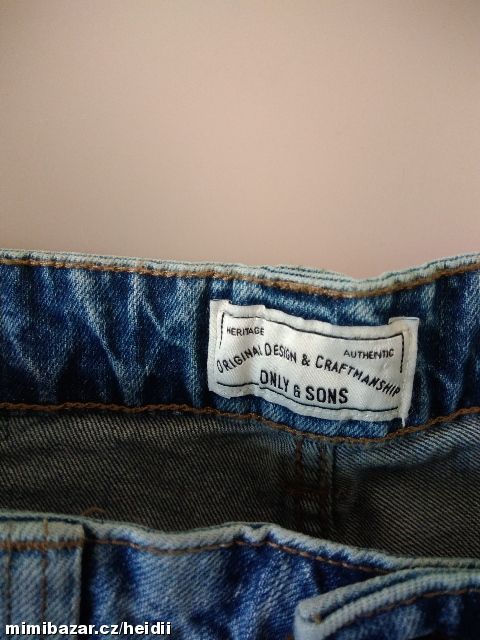 HERITAGE
AUTHENTIC
ORIGINAL DESIGN & CRAFTMANSHIP
ONLY & SONS
mimibazar.cz/heidii